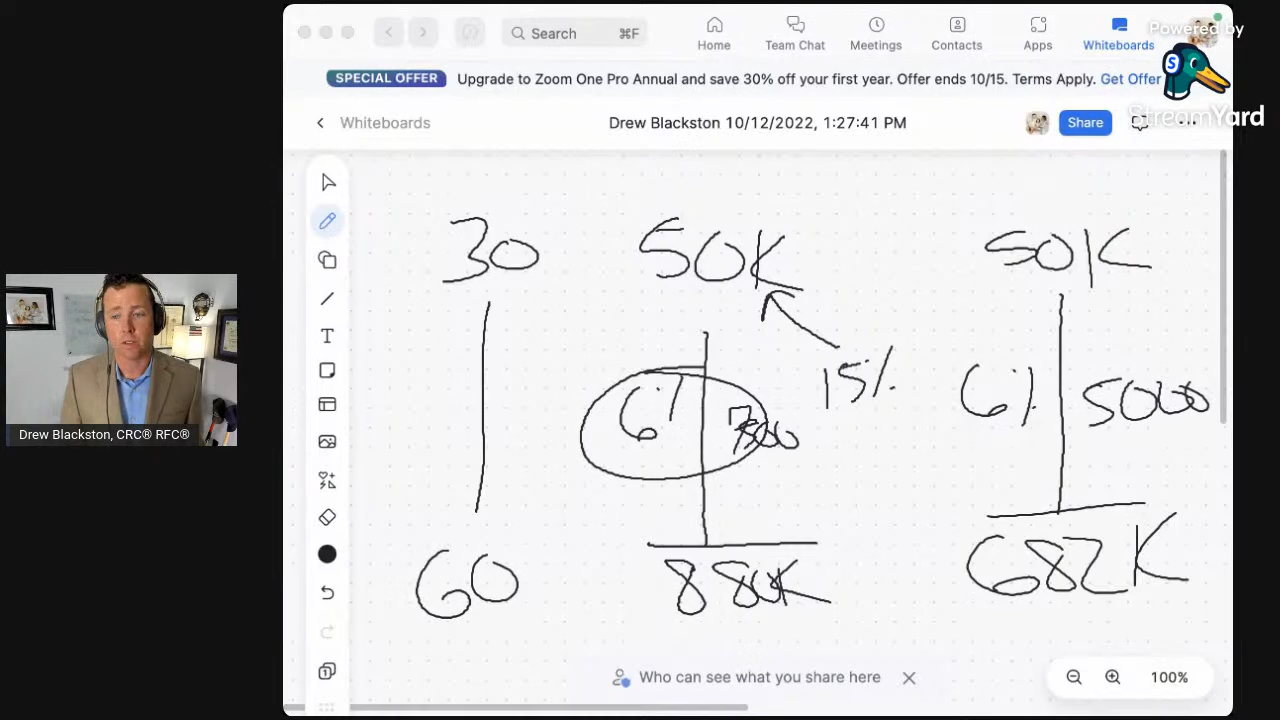 Search ⌘F
Home
Team Chat
Meetings
Contacts
Apps
Whiteboards
Powered by
StreamYard
SPECIAL OFFER Upgrade to Zoom One Pro Annual and save 30% off your first year. Offer ends 10/15. Terms Apply. Get Offer
Whiteboards
Drew Blackston 10/12/2022, 1:27:41 PM
Share
30 50K 50K
15%
6% 5000
6/ 7500
60 880K 682K
Drew Blackston, CRC® RFC®
Who can see what you share here
100%